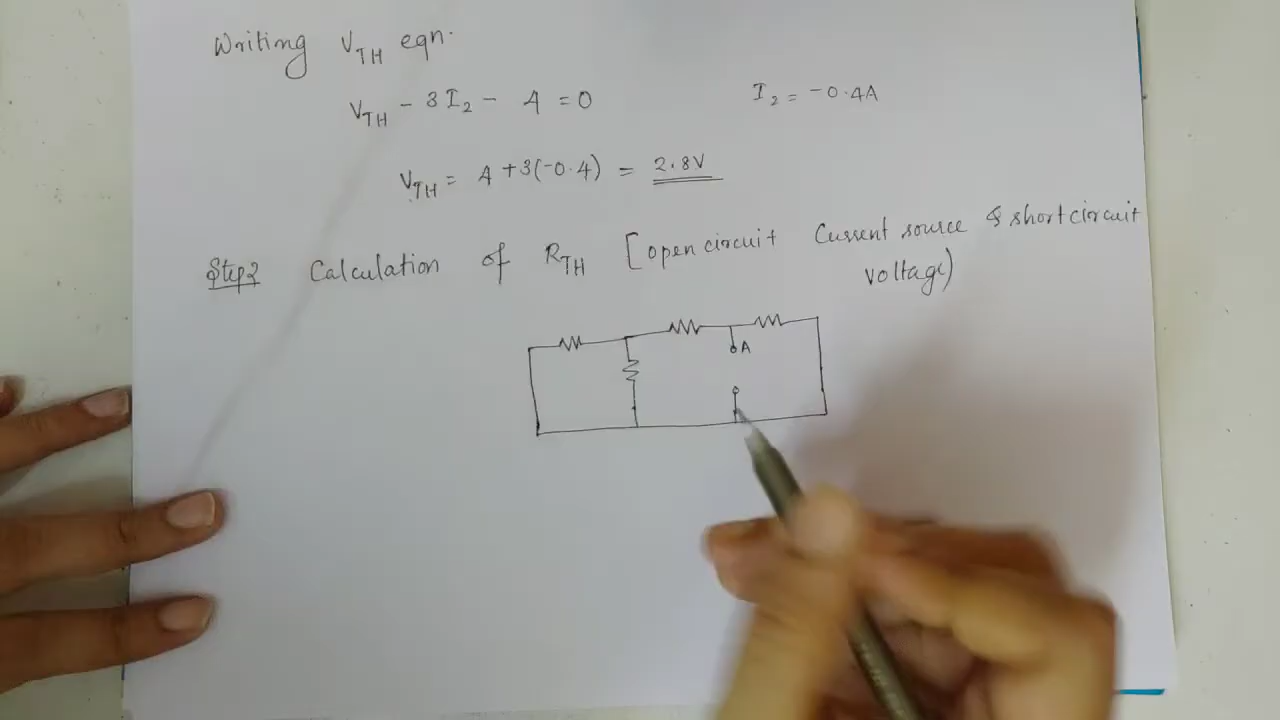 Writing V_TH eqn.
V_TH - 3I_2 - 4 = 0
I_2 = -0.4A
V_TH = 4 + 3(-0.4) = 2.8V
Step2 Calculation of R_TH [open circuit Current source & short circuit
voltage)
A